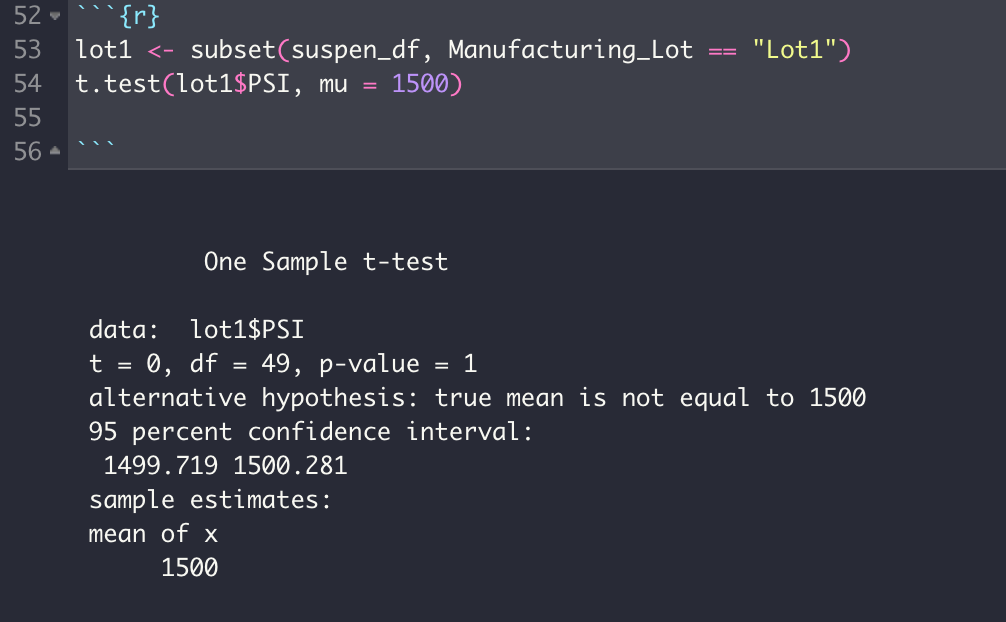 52 ```{r}
53 lot1 <- subset(suspen_df, Manufacturing_Lot == "Lot1")
54 t.test(lot1$PSI, mu = 1500)
55
56 ```
One Sample t-test
data:  lot1$PSI
t = 0, df = 49, p-value = 1
alternative hypothesis: true mean is not equal to 1500
95 percent confidence interval:
1499.719 1500.281
sample estimates:
mean of x
1500